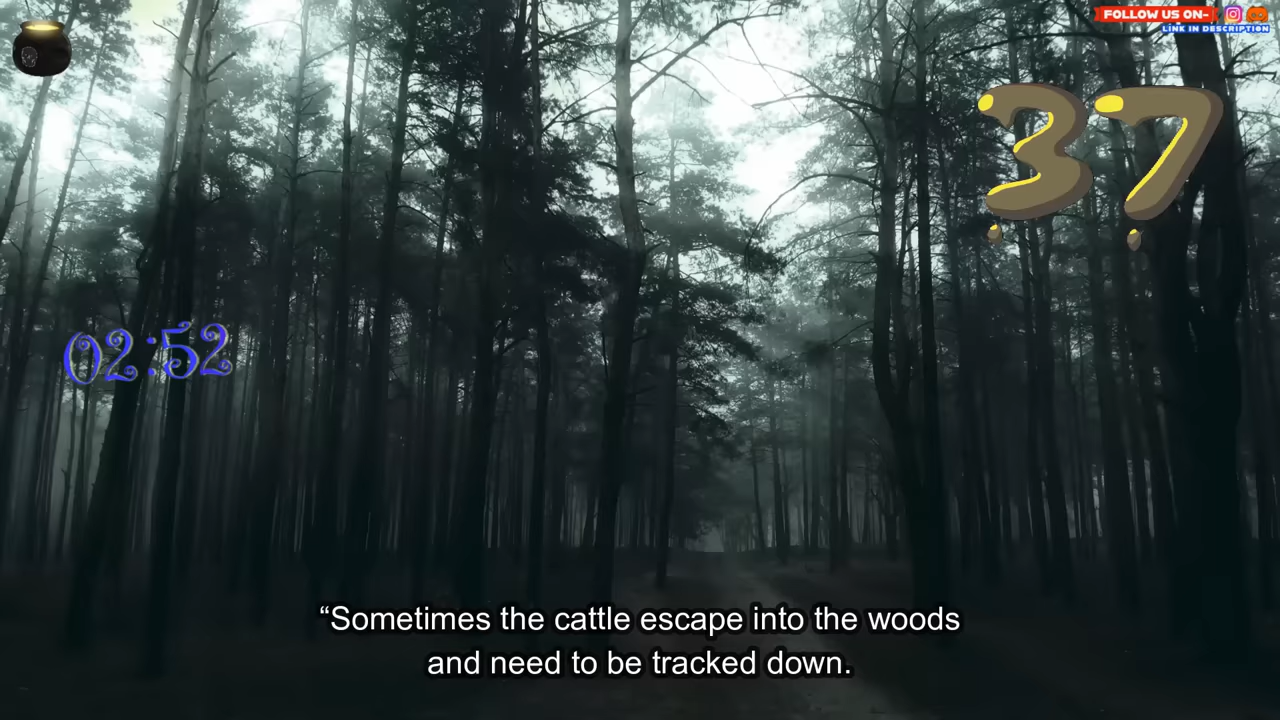 FOLLOW US ON-
LINK IN DESCRIPTION
37
02:52
“Sometimes the cattle escape into the woods
and need to be tracked down.